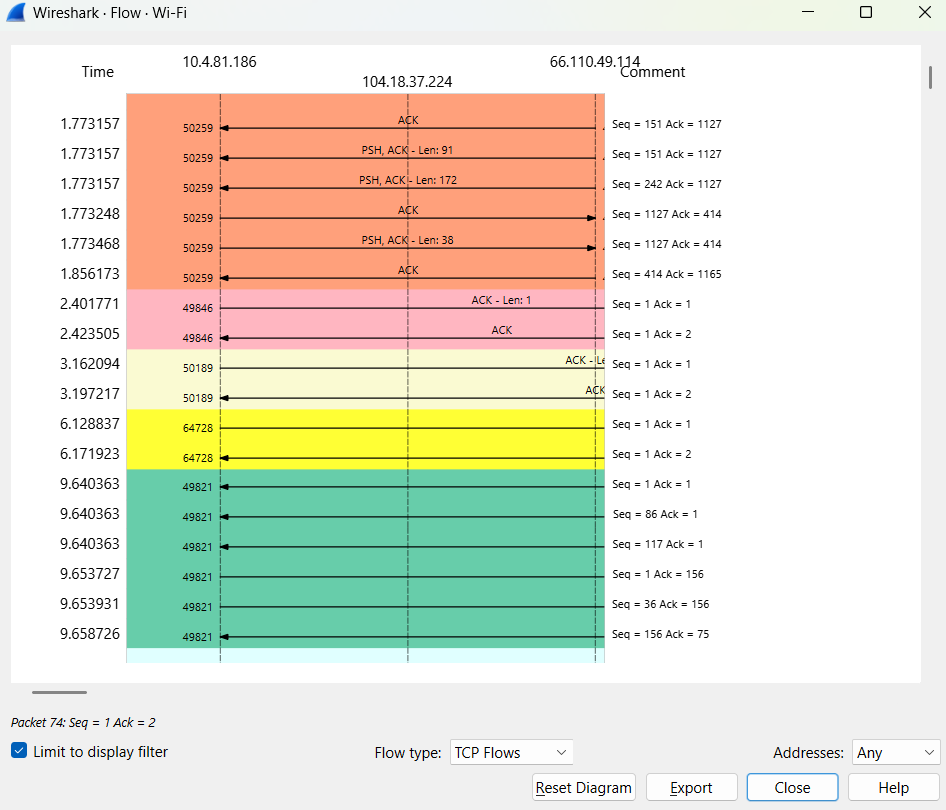 Wireshark · Flow · Wi-Fi
10.4.81.186 66.110.49.114
Time 104.18.37.224 Comment
1.773157 50259 ACK Seq = 151 Ack = 1127
1.773157 50259 PSH, ACK - Len: 91 Seq = 151 Ack = 1127
1.773157 50259 PSH, ACK - Len: 172 Seq = 242 Ack = 1127
1.773248 50259 ACK Seq = 1127 Ack = 414
1.773468 50259 PSH, ACK - Len: 38 Seq = 1127 Ack = 414
1.856173 50259 ACK Seq = 414 Ack = 1165
2.401771 49846 ACK - Len: 1 Seq = 1 Ack = 1
2.423505 49846 ACK Seq = 1 Ack = 2
3.162094 50189 ACK - Le Seq = 1 Ack = 1
3.197217 50189 ACK Seq = 1 Ack = 2
6.128837 64728 Seq = 1 Ack = 1
6.171923 64728 Seq = 1 Ack = 2
9.640363 49821 Seq = 1 Ack = 1
9.640363 49821 Seq = 86 Ack = 1
9.640363 49821 Seq = 117 Ack = 1
9.653727 49821 Seq = 1 Ack = 156
9.653931 49821 Seq = 36 Ack = 156
9.658726 49821 Seq = 156 Ack = 75
Packet 74: Seq = 1 Ack = 2
Limit to display filter Flow type: TCP Flows Addresses: Any
Reset Diagram Export Close Help